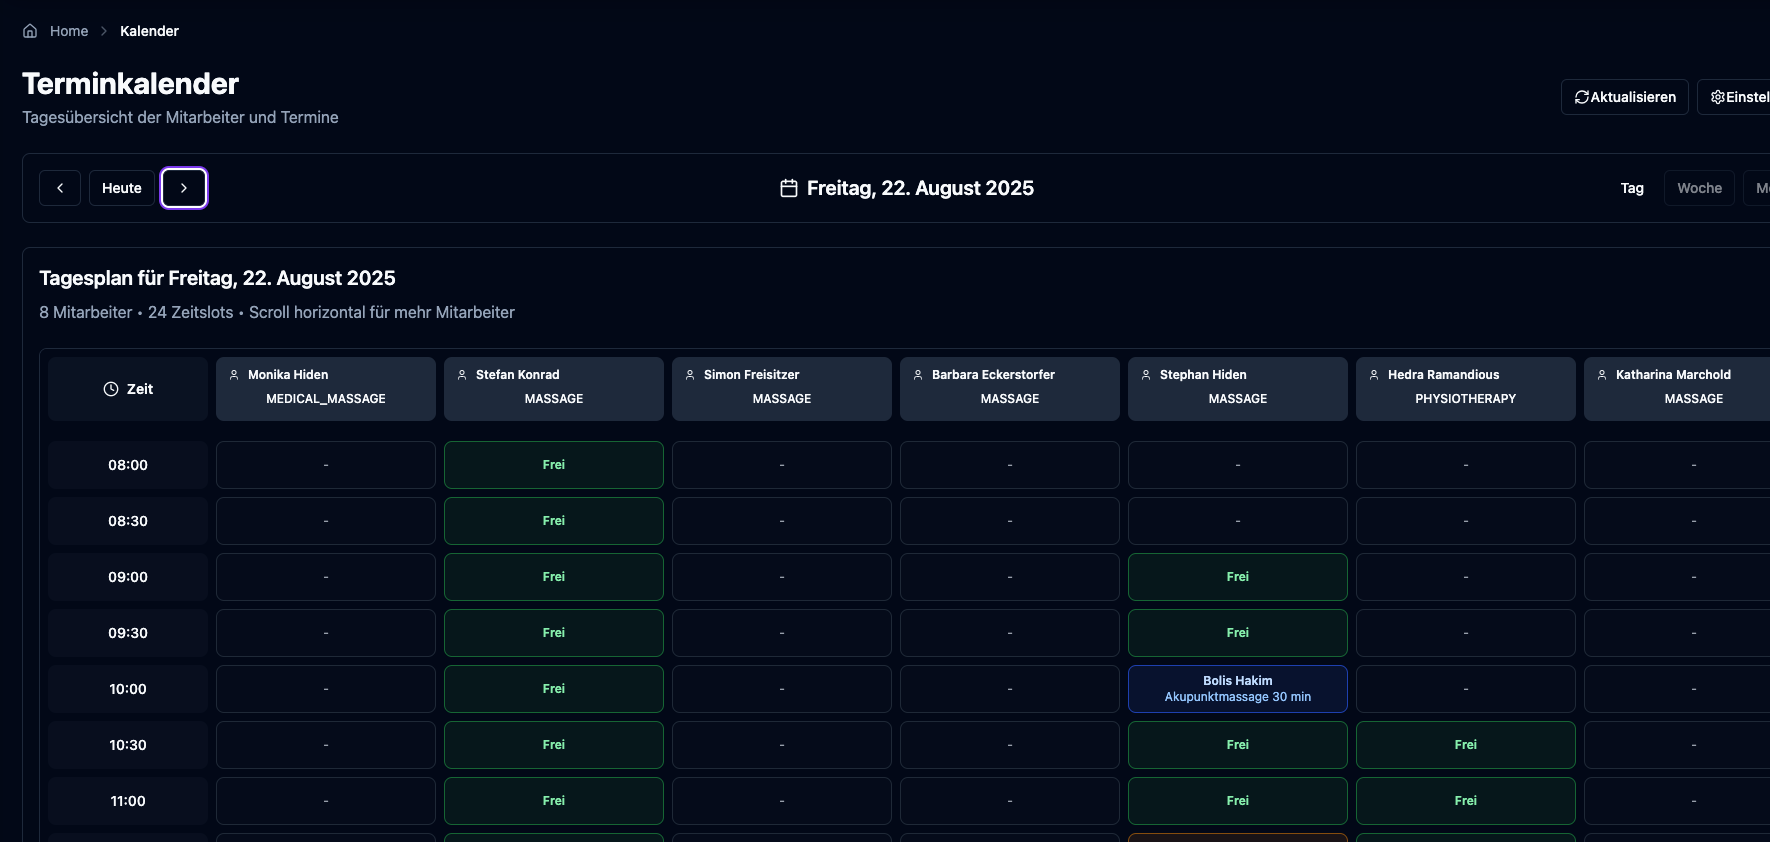 Home > Kalender
Terminkalender
Tagesübersicht der Mitarbeiter und Termine
Aktualisieren
Einstel
Heute
Freitag, 22. August 2025
Tag
Woche
Tagesplan für Freitag, 22. August 2025
8 Mitarbeiter • 24 Zeitslots • Scroll horizontal für mehr Mitarbeiter
Zeit
Monika Hiden
MEDICAL_MASSAGE
Stefan Konrad
MASSAGE
Simon Freisitzer
MASSAGE
Barbara Eckerstorfer
MASSAGE
Stephan Hiden
MASSAGE
Hedra Ramandious
PHYSIOTHERAPY
Katharina Marchold
MASSAGE
08:00 - Frei - - - - -
08:30 - Frei - - - - -
09:00 - Frei - - Frei - -
09:30 - Frei - - Frei - -
10:00 - Frei - - Bolis Hakim - -
Akupunktmassage 30 min
10:30 - Frei - - Frei Frei -
11:00 - Frei - - Frei Frei -